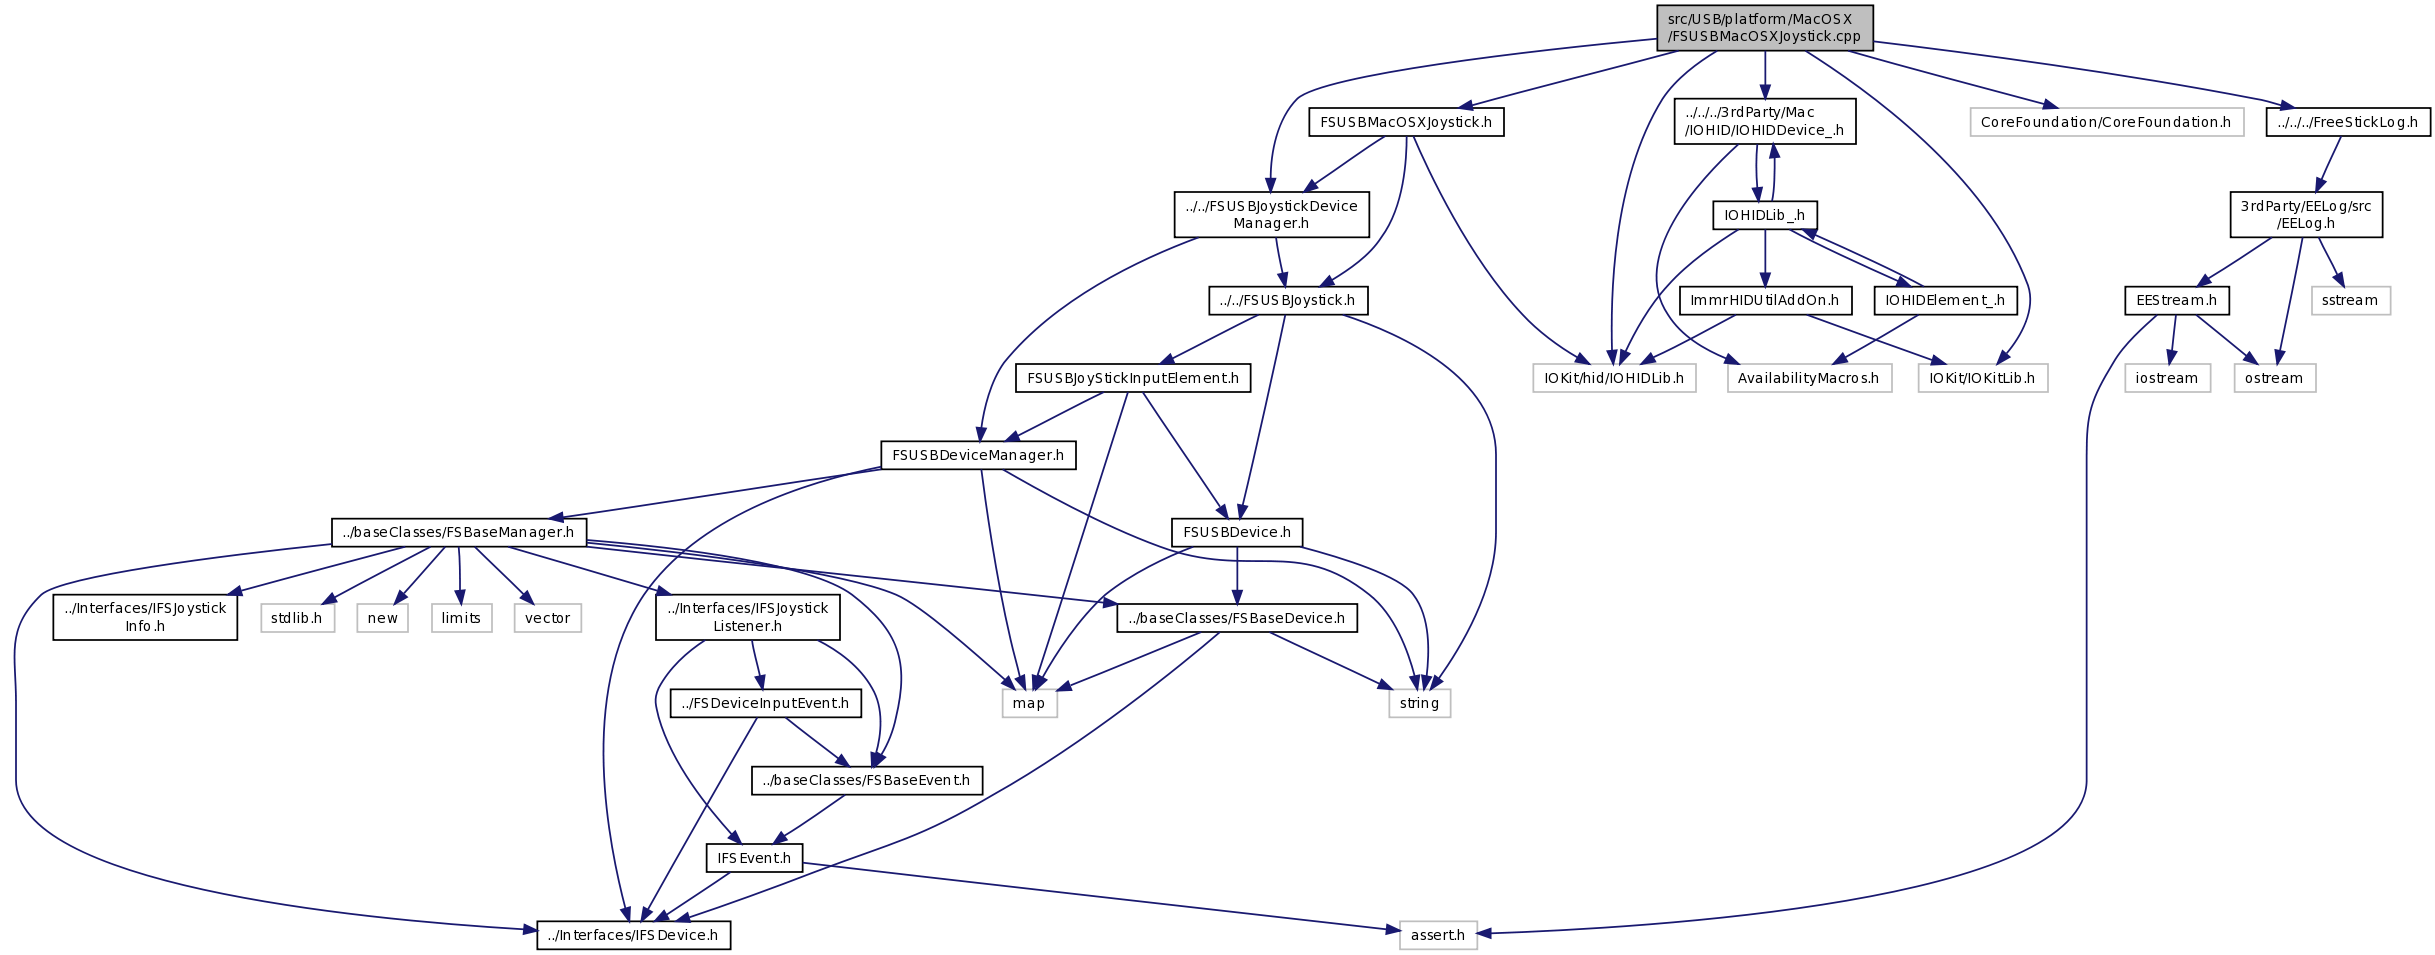 src/USB/platform/MacOSX
/FSUSBMacOSXJoystick.cpp
FSUSBMacOSXJoystick.h
../../../3rdParty/Mac
/IOHID/IOHIDDevice_.h
CoreFoundation/CoreFoundation.h
../../../FreeStickLog.h
../../FSUSBJoystickDevice
Manager.h
IOHIDLib_.h
3rdParty/EELog/src
/EELog.h
../../FSUSBJoystick.h
ImmrHIDUtilAddOn.h
IOHIDElement_.h
EEStream.h
sstream
FSUSBJoyStickInputElement.h
IOKit/hid/IOHIDLib.h
AvailabilityMacros.h
IOKit/IOKitLib.h
iostream
ostream
FSUSBDeviceManager.h
../baseClasses/FSBaseManager.h
FSUSBDevice.h
../Interfaces/IFSJoystick
Info.h
stdlib.h
new
limits
vector
../Interfaces/IFSJoystick
Listener.h
../baseClasses/FSBaseDevice.h
../FSDeviceInputEvent.h
map
string
../baseClasses/FSBaseEvent.h
IFSEvent.h
../Interfaces/IFSDevice.h
assert.h